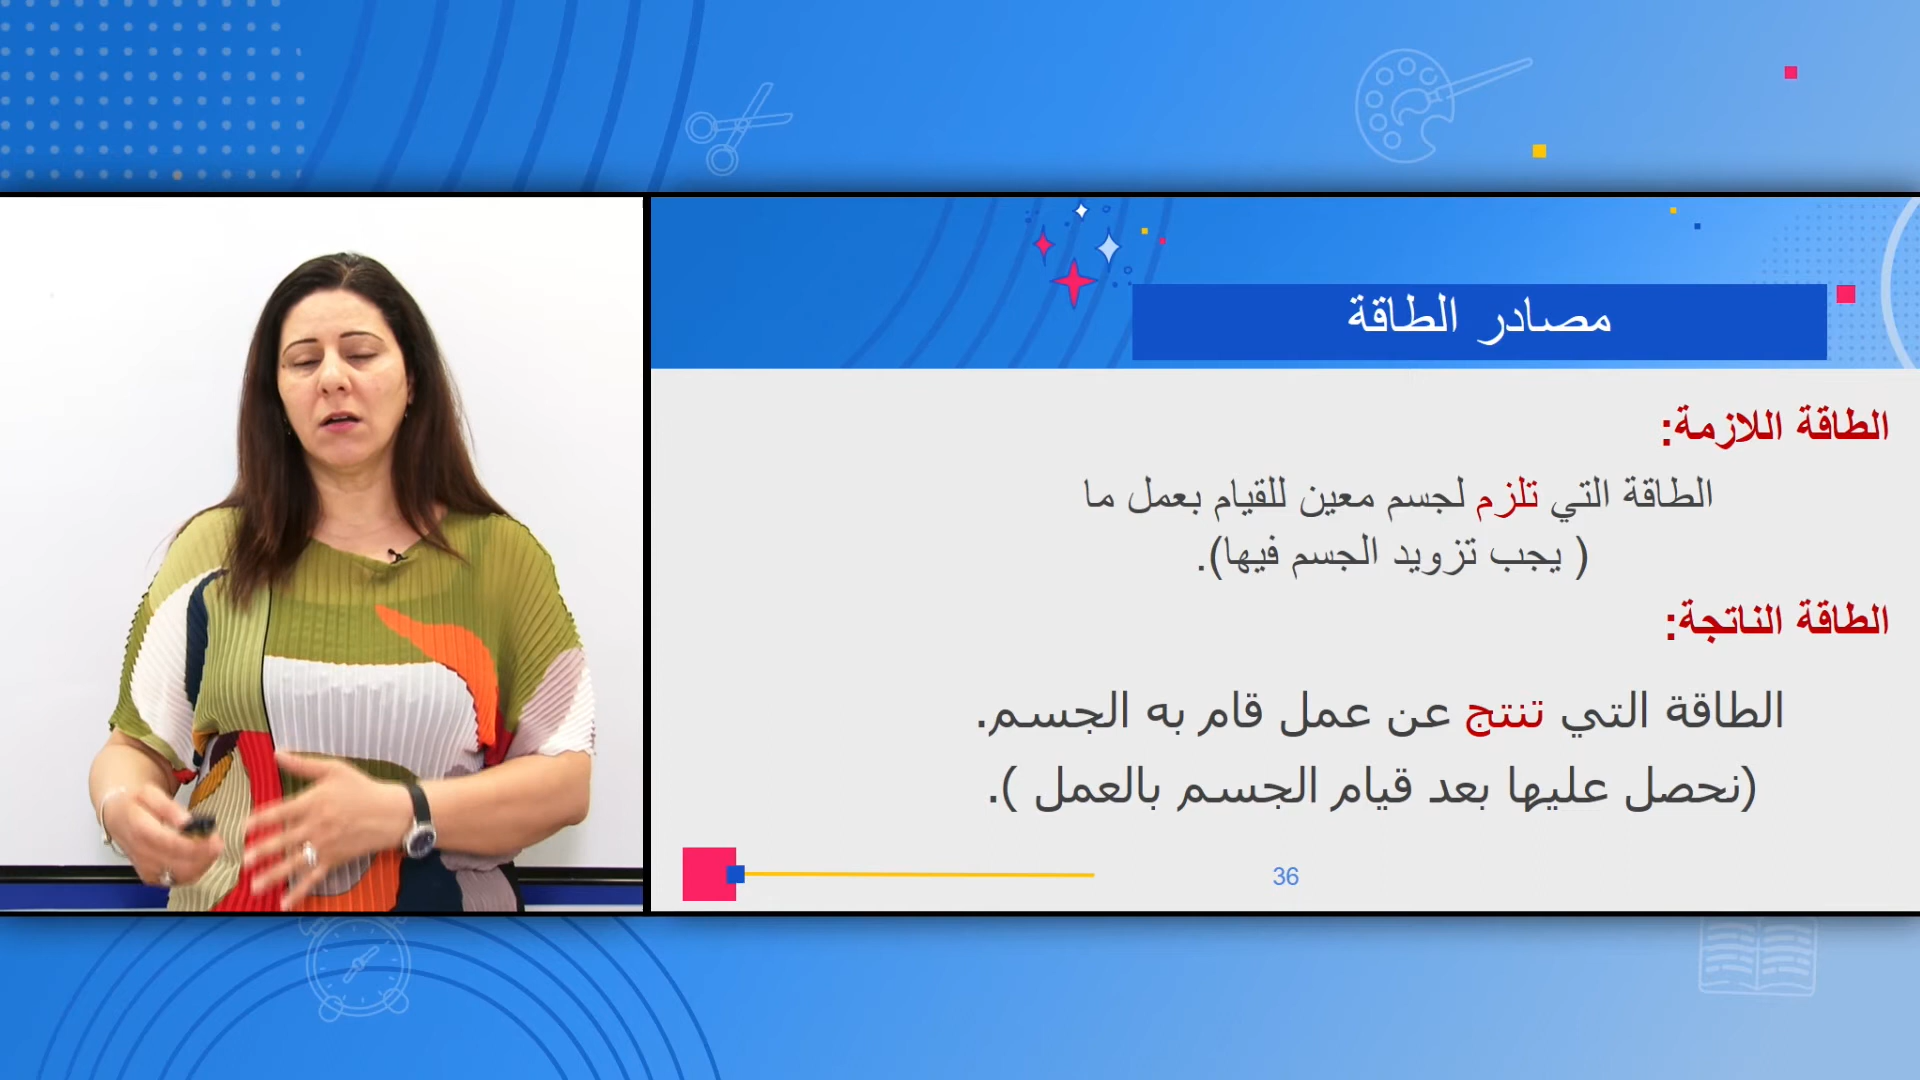 مصادر الطاقة
الطاقة اللازمة:
الطاقة التي تلزم لجسم معين للقيام بعمل ما
( يجب تزويد الجسم فيها).
الطاقة الناتجة:
الطاقة التي تنتج عن عمل قام به الجسم.
(نحصل عليها بعد قيام الجسم بالعمل ).
36